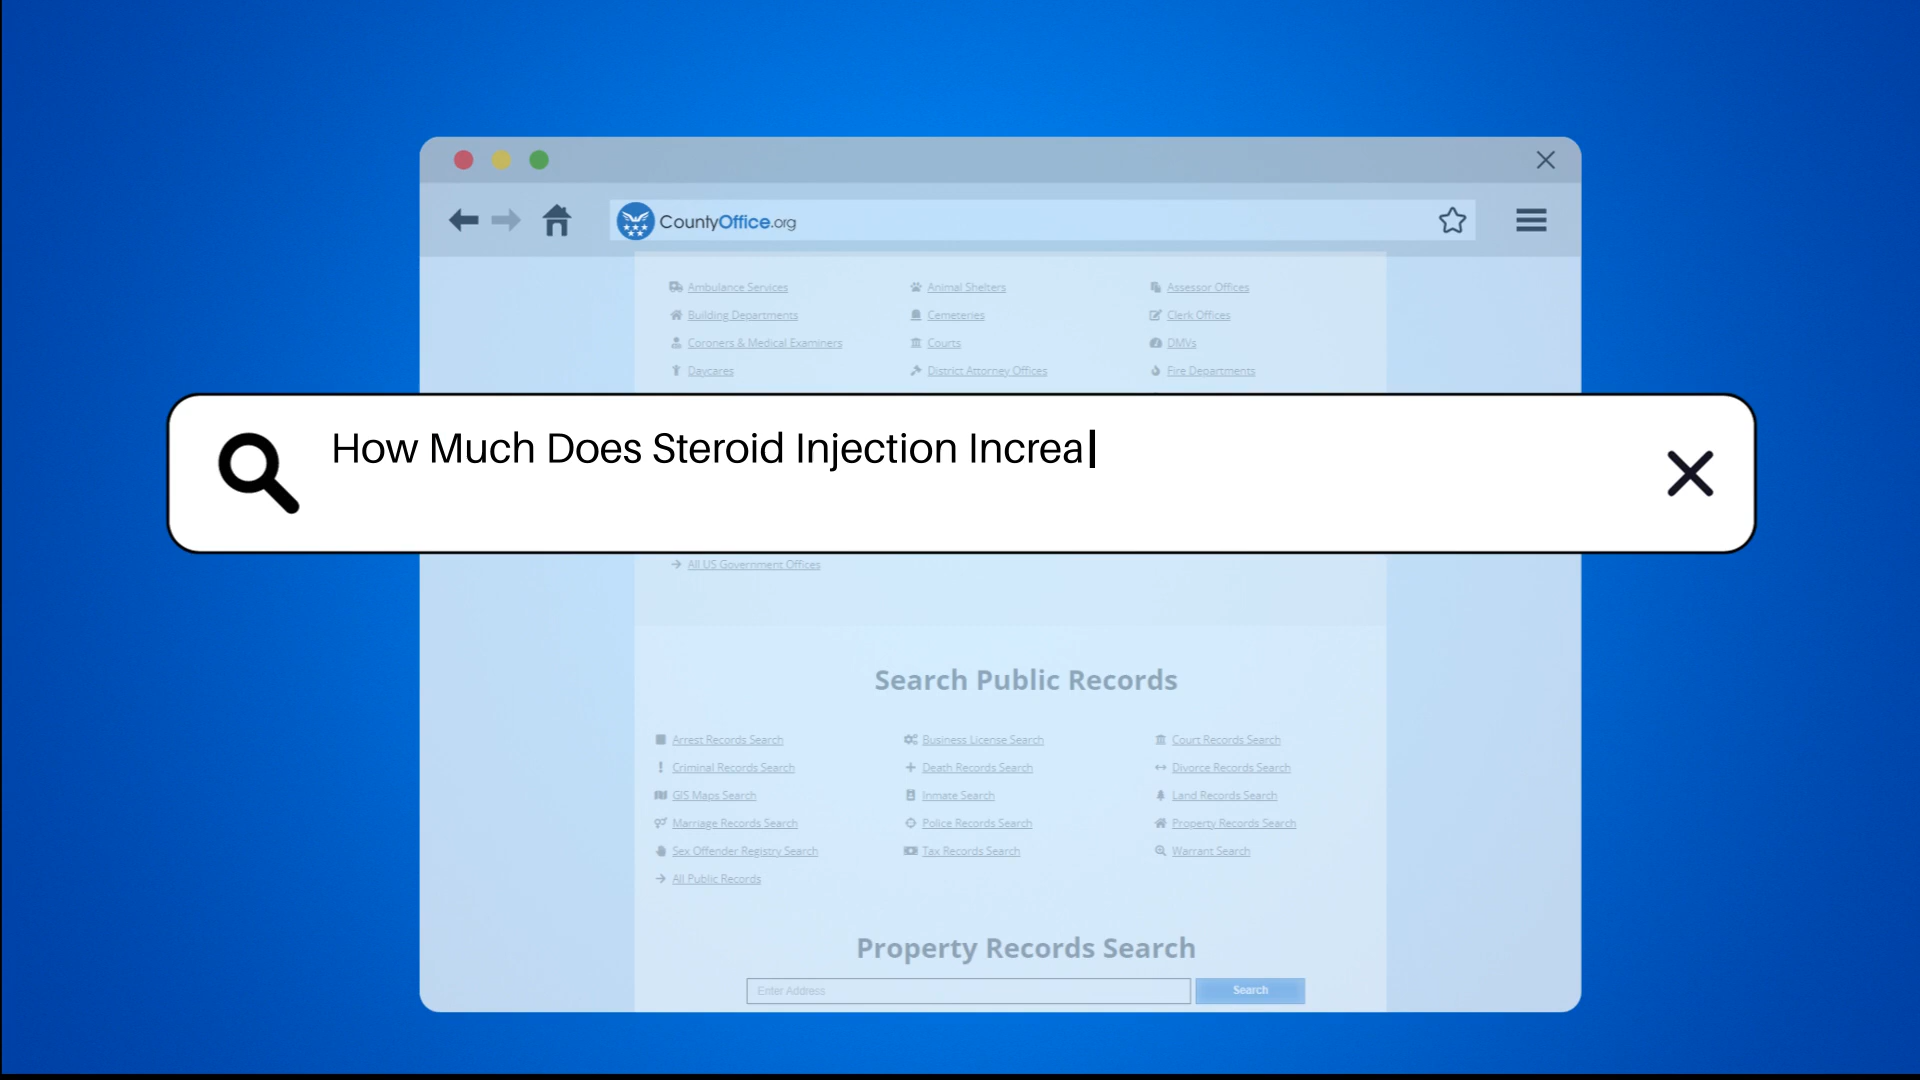 CountyOffice.org
Ambulance Services Animal Shelters Assessor Offices
Building Departments Cemeteries Clerk Offices
Coroners & Medical Examiners Courts DMVs
Daycares District Attorney Offices Fire Departments
How Much Does Steroid Injection Increa
All US Government Offices
Search Public Records
Arrest Records Search Business License Search Court Records Search
Criminal Records Search Death Records Search Divorce Records Search
GIS Maps Search Inmate Search Land Records Search
Marriage Records Search Police Records Search Property Records Search
Sex Offender Registry Search Tax Records Search Warrant Search
All Public Records
Property Records Search
Enter Address Search